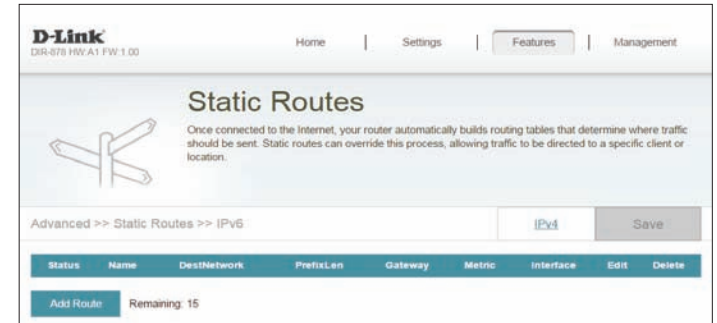 D-Link
DIR-878 HW:A1 FW:1.00
Home | Settings | Features | Management
Static Routes
Once connected to the Internet, your router automatically builds routing tables that determine where traffic
should be sent. Static routes can override this process, allowing traffic to be directed to a specific client or
location.
Advanced >> Static Routes >> IPv6
IPv4
Save
Status Name DestNetwork PrefixLen Gateway Metric Interface Edit Delete
Add Route Remaining: 15